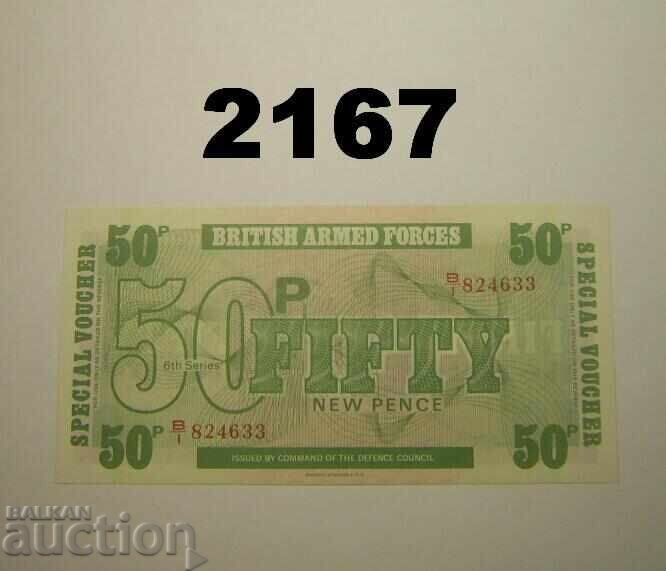 2167
50P
BRITISH ARMED FORCES
50P
SPECIAL VOUCHER
SPECIAL VOUCHER
B/1 824633
50P
6th Series
FIFTY
NEW PENCE
B/1 824633
50P
50P
ISSUED BY COMMAND OF THE DEFENCE COUNCIL
BALKAN
auction